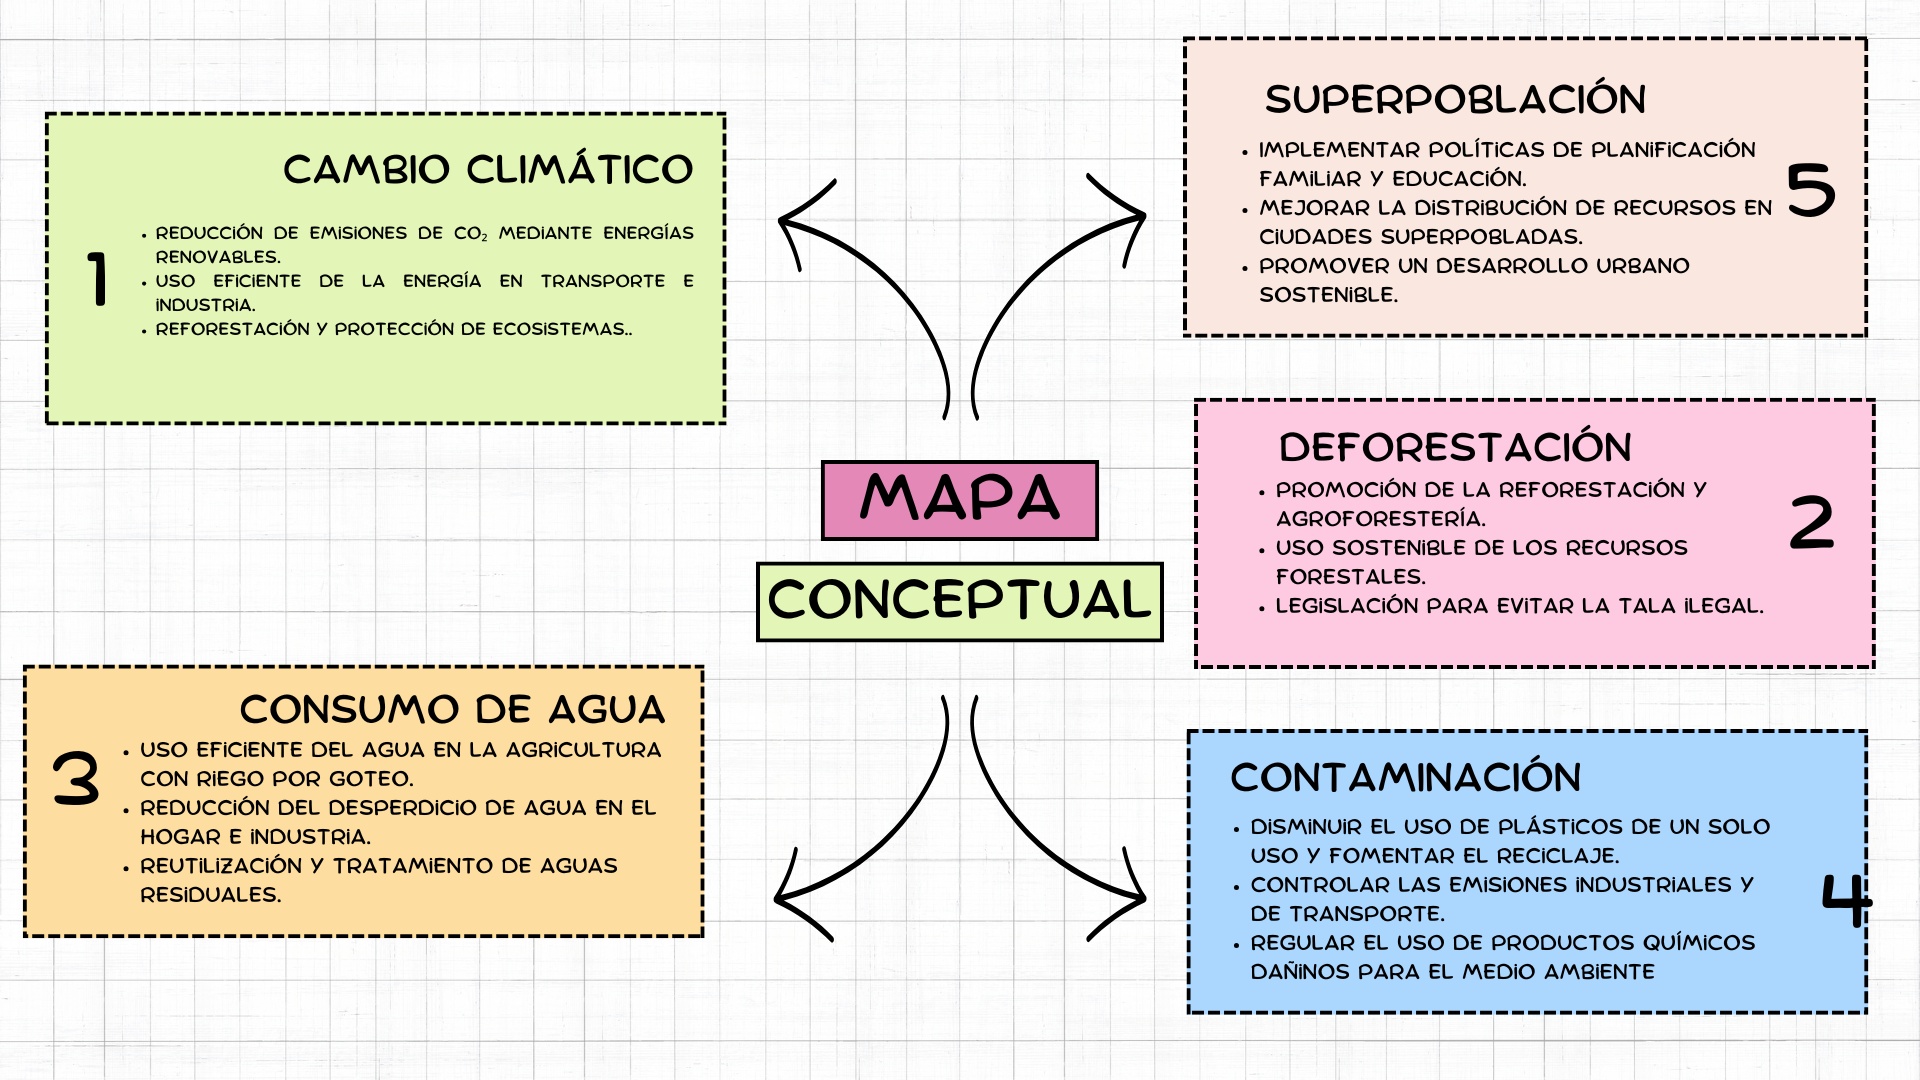 MAPA
CONCEPTUAL
CAMBIO CLIMÁTICO
1
• REDUCCIÓN DE EMISIONES DE CO₂ MEDIANTE ENERGÍAS
RENOVABLES.
• USO EFICIENTE DE LA ENERGÍA EN TRANSPORTE E
INDUSTRIA.
• REFORESTACIÓN Y PROTECCIÓN DE ECOSISTEMAS..
DEFORESTACIÓN
2
• PROMOCIÓN DE LA REFORESTACIÓN Y
AGROFORESTERÍA.
• USO SOSTENIBLE DE LOS RECURSOS
FORESTALES.
• LEGISLACIÓN PARA EVITAR LA TALA ILEGAL.
CONSUMO DE AGUA
3
• USO EFICIENTE DEL AGUA EN LA AGRICULTURA
CON RIEGO POR GOTEO.
• REDUCCIÓN DEL DESPERDICIO DE AGUA EN EL
HOGAR E INDUSTRIA.
• REUTILIZACIÓN Y TRATAMIENTO DE AGUAS
RESIDUALES.
CONTAMINACIÓN
4
• DISMINUIR EL USO DE PLÁSTICOS DE UN SOLO
USO Y FOMENTAR EL RECICLAJE.
• CONTROLAR LAS EMISIONES INDUSTRIALES Y
DE TRANSPORTE.
• REGULAR EL USO DE PRODUCTOS QUÍMICOS
DAÑINOS PARA EL MEDIO AMBIENTE
SUPERPOBLACIÓN
5
• IMPLEMENTAR POLÍTICAS DE PLANIFICACIÓN
FAMILIAR Y EDUCACIÓN.
• MEJORAR LA DISTRIBUCIÓN DE RECURSOS EN
CIUDADES SUPERPOBLADAS.
• PROMOVER UN DESARROLLO URBANO
SOSTENIBLE.